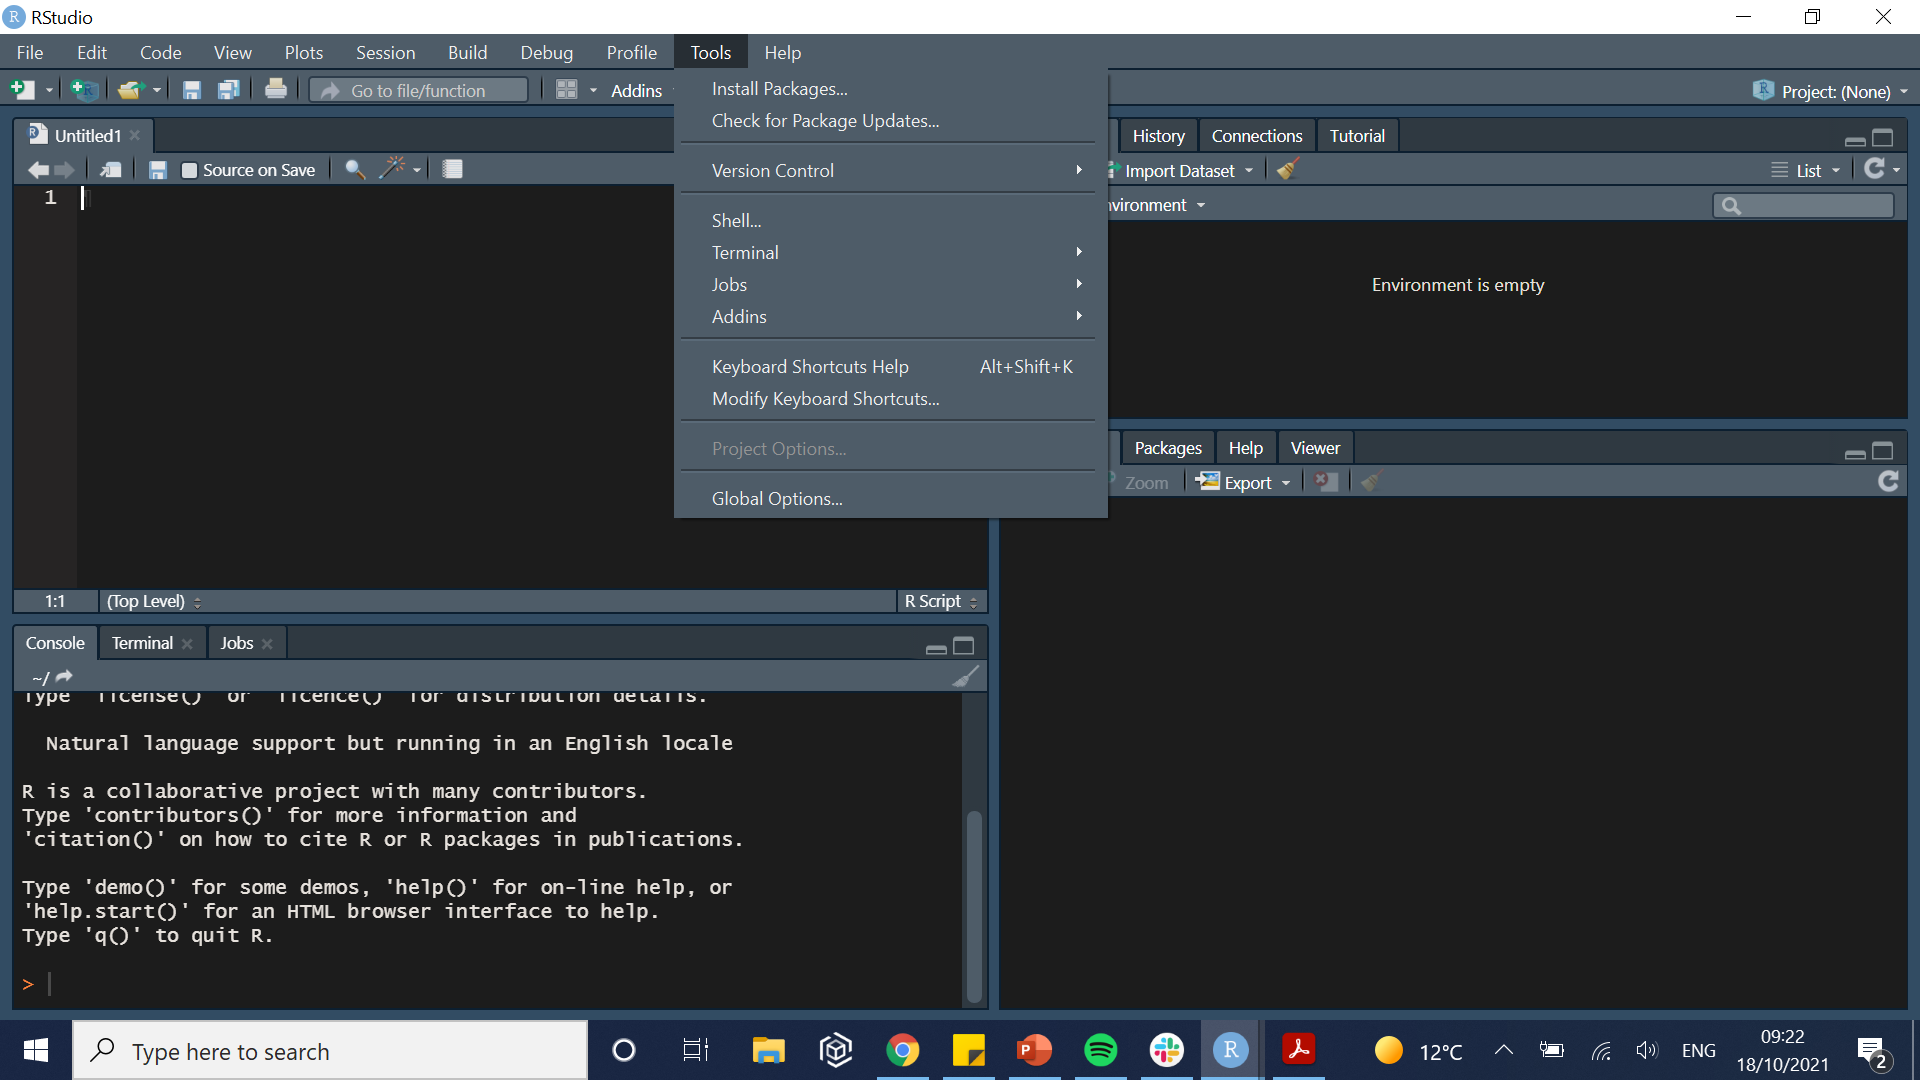 RStudio
File Edit Code View Plots Session Build Debug Profile Tools Help
Go to file/function Addins Project: (None)
Install Packages...
Check for Package Updates...
Version Control
Shell...
Terminal
Jobs
Addins
Keyboard Shortcuts Help Alt+Shift+K
Modify Keyboard Shortcuts...
Project Options...
Global Options...
Untitled1
Source on Save
1
1:1 (Top Level) R Script
History Connections Tutorial
Import Dataset List
vironment
Environment is empty
Packages Help Viewer
Zoom Export
Console Terminal Jobs
~/
Type 'license()' or 'licence()' for distribution details.
Natural language support but running in an English locale
R is a collaborative project with many contributors.
Type 'contributors()' for more information and
'citation()' on how to cite R or R packages in publications.
Type 'demo()' for some demos, 'help()' for on-line help, or
'help.start()' for an HTML browser interface to help.
Type 'q()' to quit R.
>
Type here to search
12°C ENG
09:22
18/10/2021
2